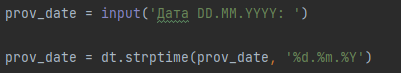 prov_date = input('Дата DD.MM.YYYY: ')
prov_date = dt.strptime(prov_date, '%d.%m.%Y')